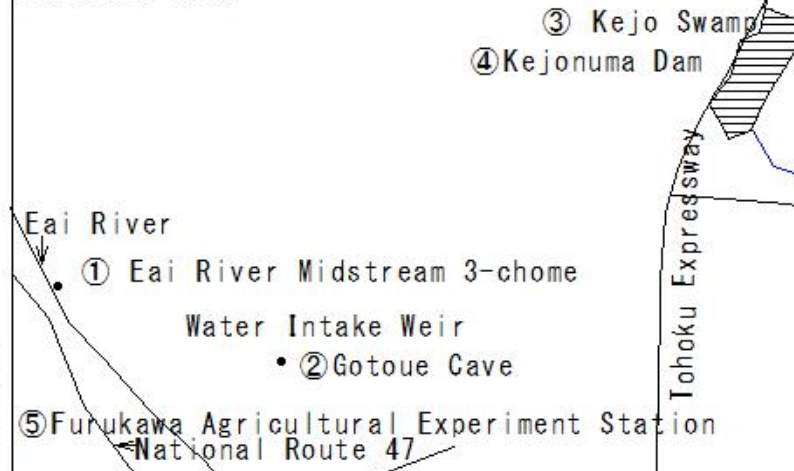 ③ Kejo Swamp
④Kejonuma Dam
Tohoku Expressway
Eai River
① Eai River Midstream 3-chome
Water Intake Weir
②Gotoue Cave
⑤Furukawa Agricultural Experiment Station
National Route 47